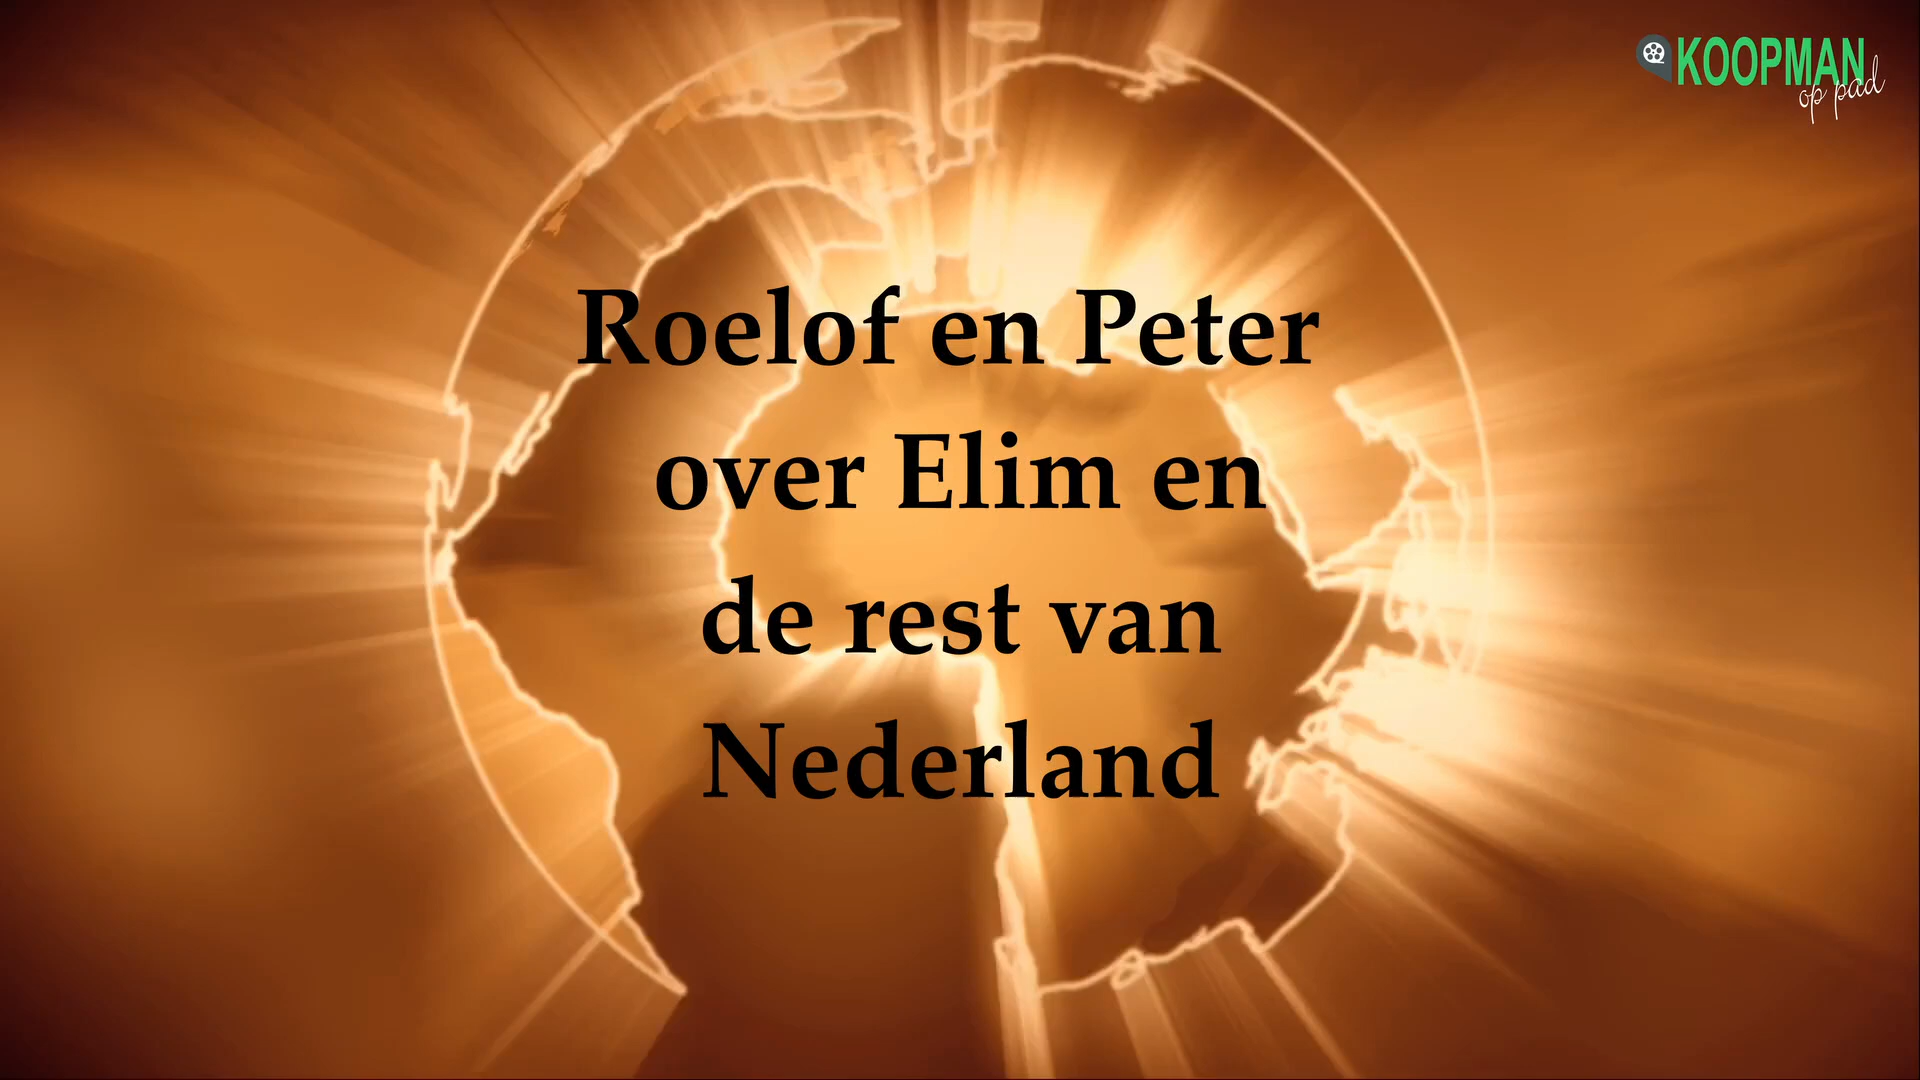 KOOPMAN
op pad
Roelof en Peter
over Elim en
de rest van
Nederland